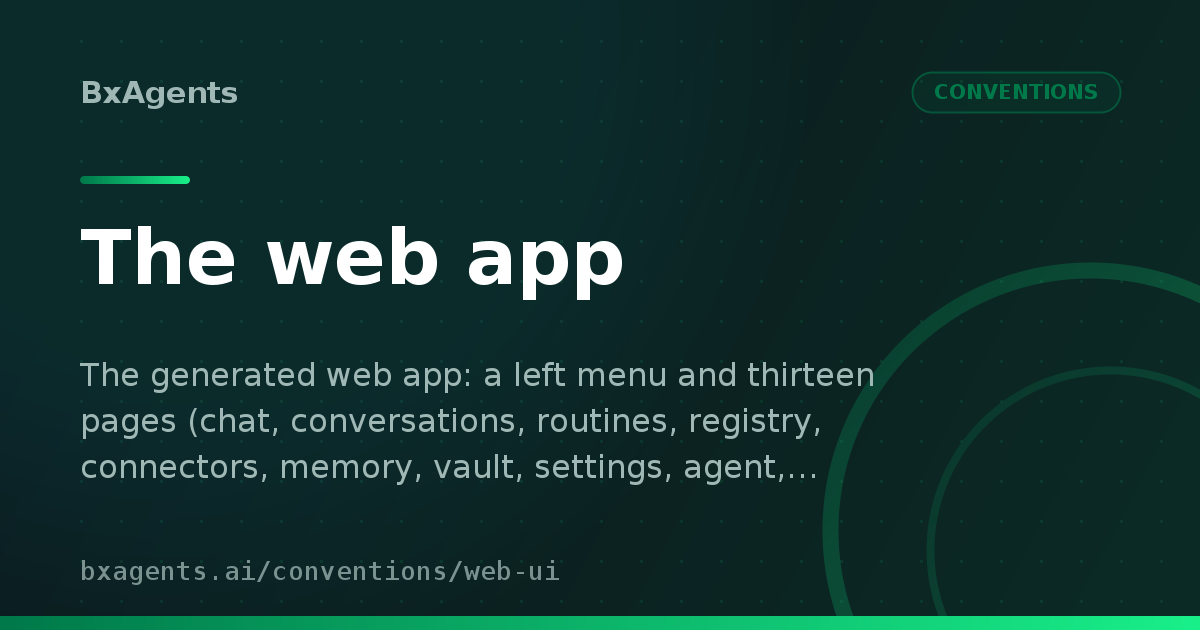 BxAgents
CONVENTIONS
The web app
The generated web app: a left menu and thirteen
pages (chat, conversations, routines, registry,
connectors, memory, vault, settings, agent,…
bxagents.ai/conventions/web-ui